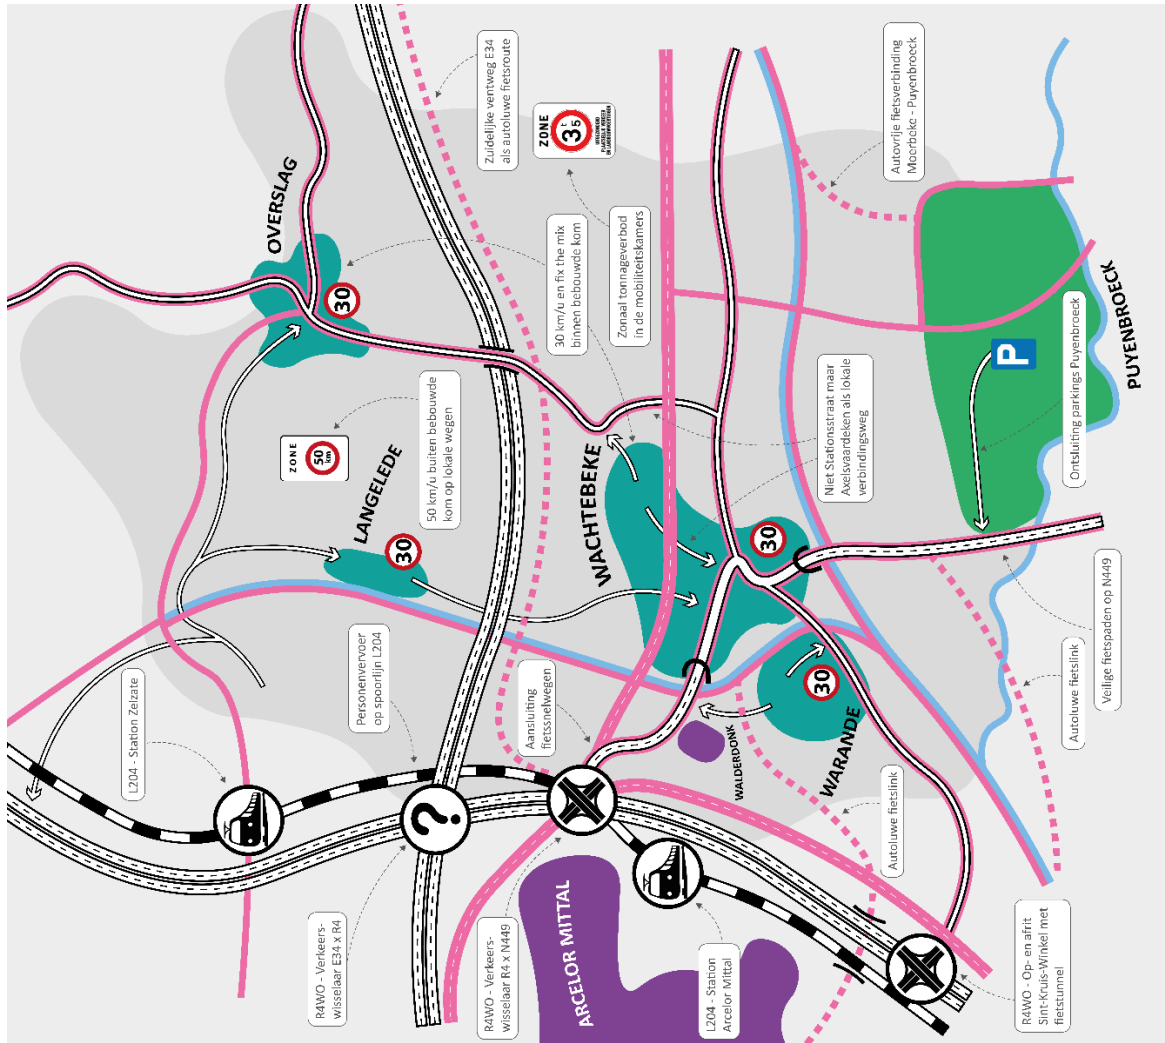 L204 - Station Zelzate
OVERSLAG
ZONE
50
km
30
R4WO - Verkeers-
wisselaar E34 x R4
Personenvervoer
op spoorlijn L204
LANGELEDE
30
50 km/u buiten bebouwde
kom op lokale wegen
?
Zuidelijke ventweg E34
als autoluwe fietsroute
R4WO - Verkeers-
wisselaar R4 x N449
Aansluiting
fietssnelwegen
ZONE
3,5t
UITGEZONDERD
PLAATSELIJK VERKEER
EN LANDBOUWVOERTUIGEN
30 km/u en fix the mix
binnen bebouwde kom
ARCELOR MITTAL
WACHTEBEKE
Zonaal tonnageverbod
in de mobiliteitskamers
L204 - Station
Arcelor Mittal
WALDERDONK
30
WARANDE
30
Niet Stationsstraat maar
Axelsvaardeken als lokale
verbindingsweg
Autoluwe fietslink
Autovrije fietsverbinding
Moerbeke - Puyenbroeck
R4WO - Op- en afrit
Sint-Kruis-Winkel met
fietstunnel
P
Autoluwe fietslink
Ontsluiting parkings Puyenbroeck
Veilige fietspaden op N449
PUYENBROECK